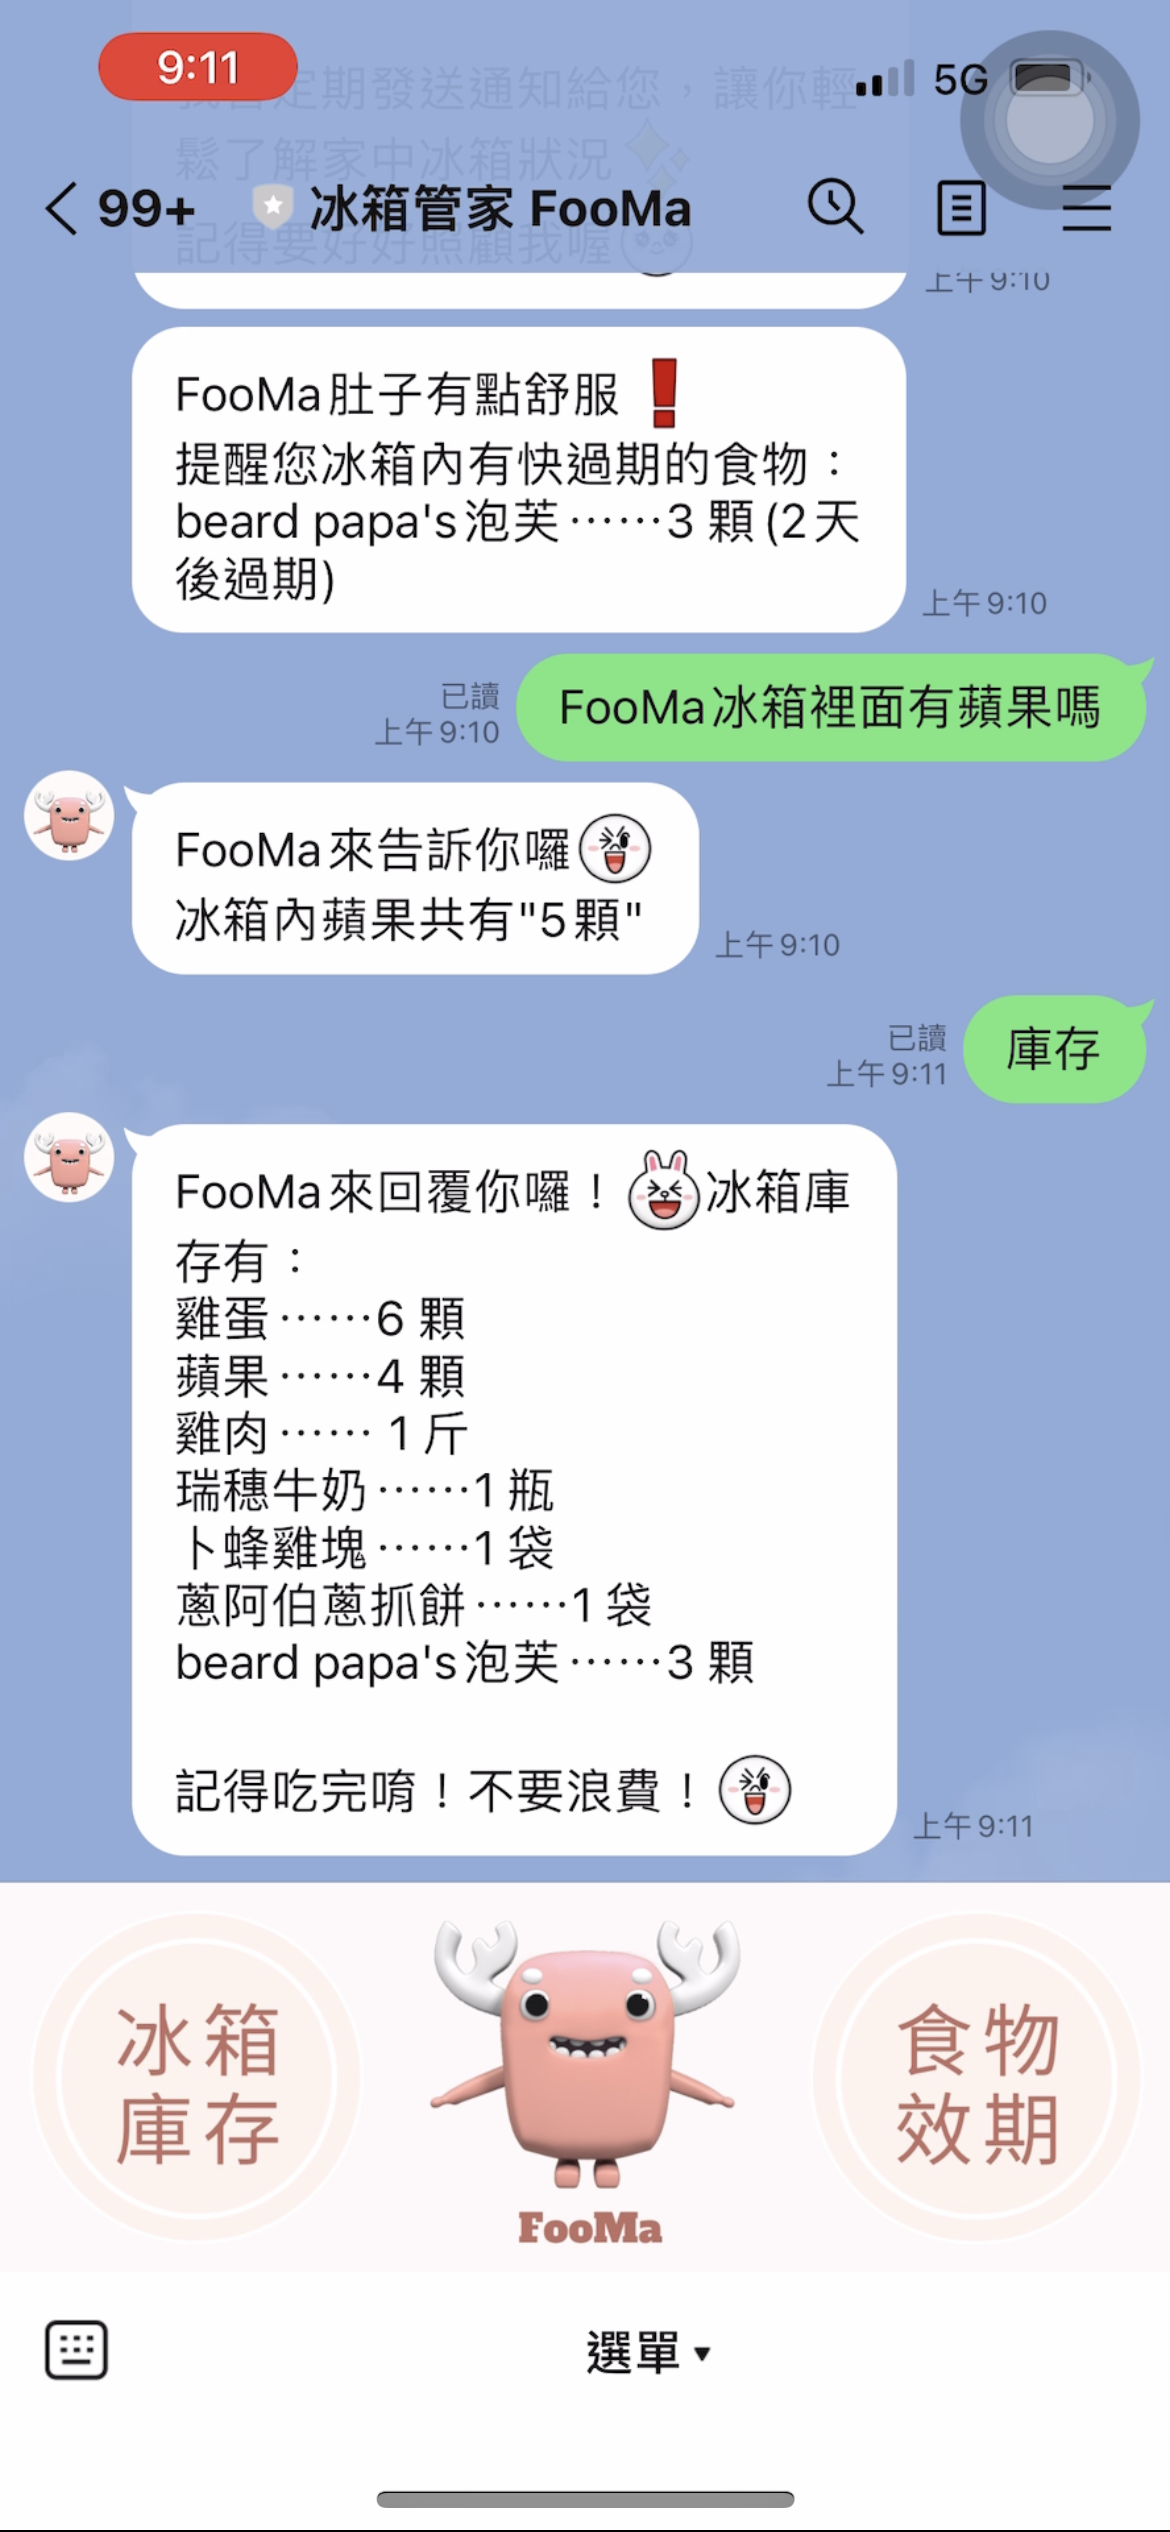 9:11
5G
我會定期發送通知給您，讓你輕
鬆了解家中冰箱狀況
99+
冰箱管家 FooMa
記得要好好照顧我喔
上午 9:10
FooMa肚子有點舒服❗
提醒您冰箱內有快過期的食物：
beard papa's泡芙⋯⋯3 顆 (2天
後過期)
上午 9:10
已讀
上午 9:10
FooMa冰箱裡面有蘋果嗎
FooMa來告訴你囉
冰箱內蘋果共有"5顆"
上午 9:10
已讀
上午 9:11
庫存
FooMa來回覆你囉！冰箱庫
存有：
雞蛋⋯⋯6 顆
蘋果⋯⋯4 顆
雞肉⋯⋯ 1斤
瑞穗牛奶⋯⋯1 瓶
卜蜂雞塊⋯⋯1 袋
蔥阿伯蔥抓餅⋯⋯1 袋
beard papa's泡芙⋯⋯3 顆
記得吃完唷！不要浪費！
上午 9:11
冰箱
庫存
FooMa
食物
效期
選單 ▾